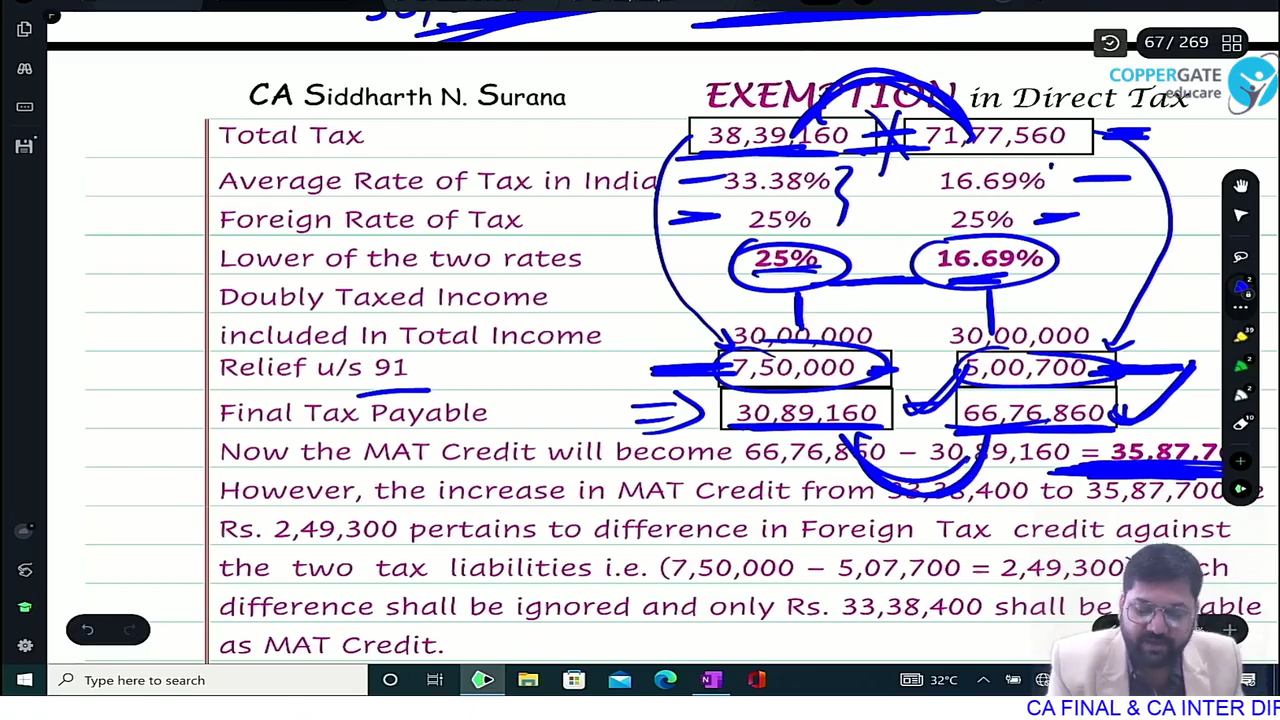 67 / 269
COPPERGATE
educare
CA Siddharth N. Surana
EXEMPTION in Direct Tax
Total Tax 38,39,160 71,77,560
Average Rate of Tax in India 33.38% 16.69%
Foreign Rate of Tax 25% 25%
Lower of the two rates 25% 16.69%
Doubly Taxed Income
included In Total Income 30,00,000 30,00,000
Relief u/s 91 7,50,000 5,00,700
Final Tax Payable 30,89,160 66,76,860
Now the MAT Credit will become 66,76,860 – 30,89,160 = 35,87,7
However, the increase in MAT Credit from 33,38,400 to 35,87,700
Rs. 2,49,300 pertains to difference in Foreign Tax credit against
the two tax liabilities i.e. (7,50,000 – 5,07,700 = 2,49,300)
difference shall be ignored and only Rs. 33,38,400 shall be
as MAT Credit.
Type here to search
32°C
CA FINAL & CA INTER DIR